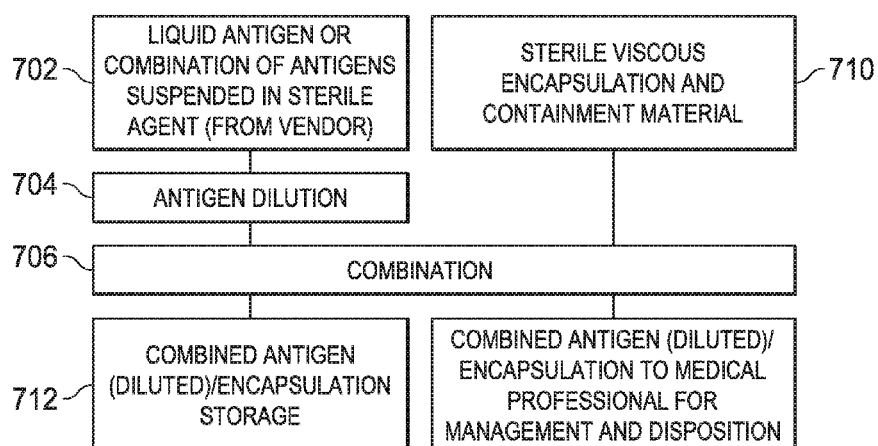 702
LIQUID ANTIGEN OR
COMBINATION OF ANTIGENS
SUSPENDED IN STERILE
AGENT (FROM VENDOR)
STERILE VISCOUS
ENCAPSULATION AND
CONTAINMENT MATERIAL
710
704
ANTIGEN DILUTION
706
COMBINATION
712
COMBINED ANTIGEN
(DILUTED)/ENCAPSULATION
STORAGE
COMBINED ANTIGEN (DILUTED)/
ENCAPSULATION TO MEDICAL
PROFESSIONAL FOR
MANAGEMENT AND DISPOSITION